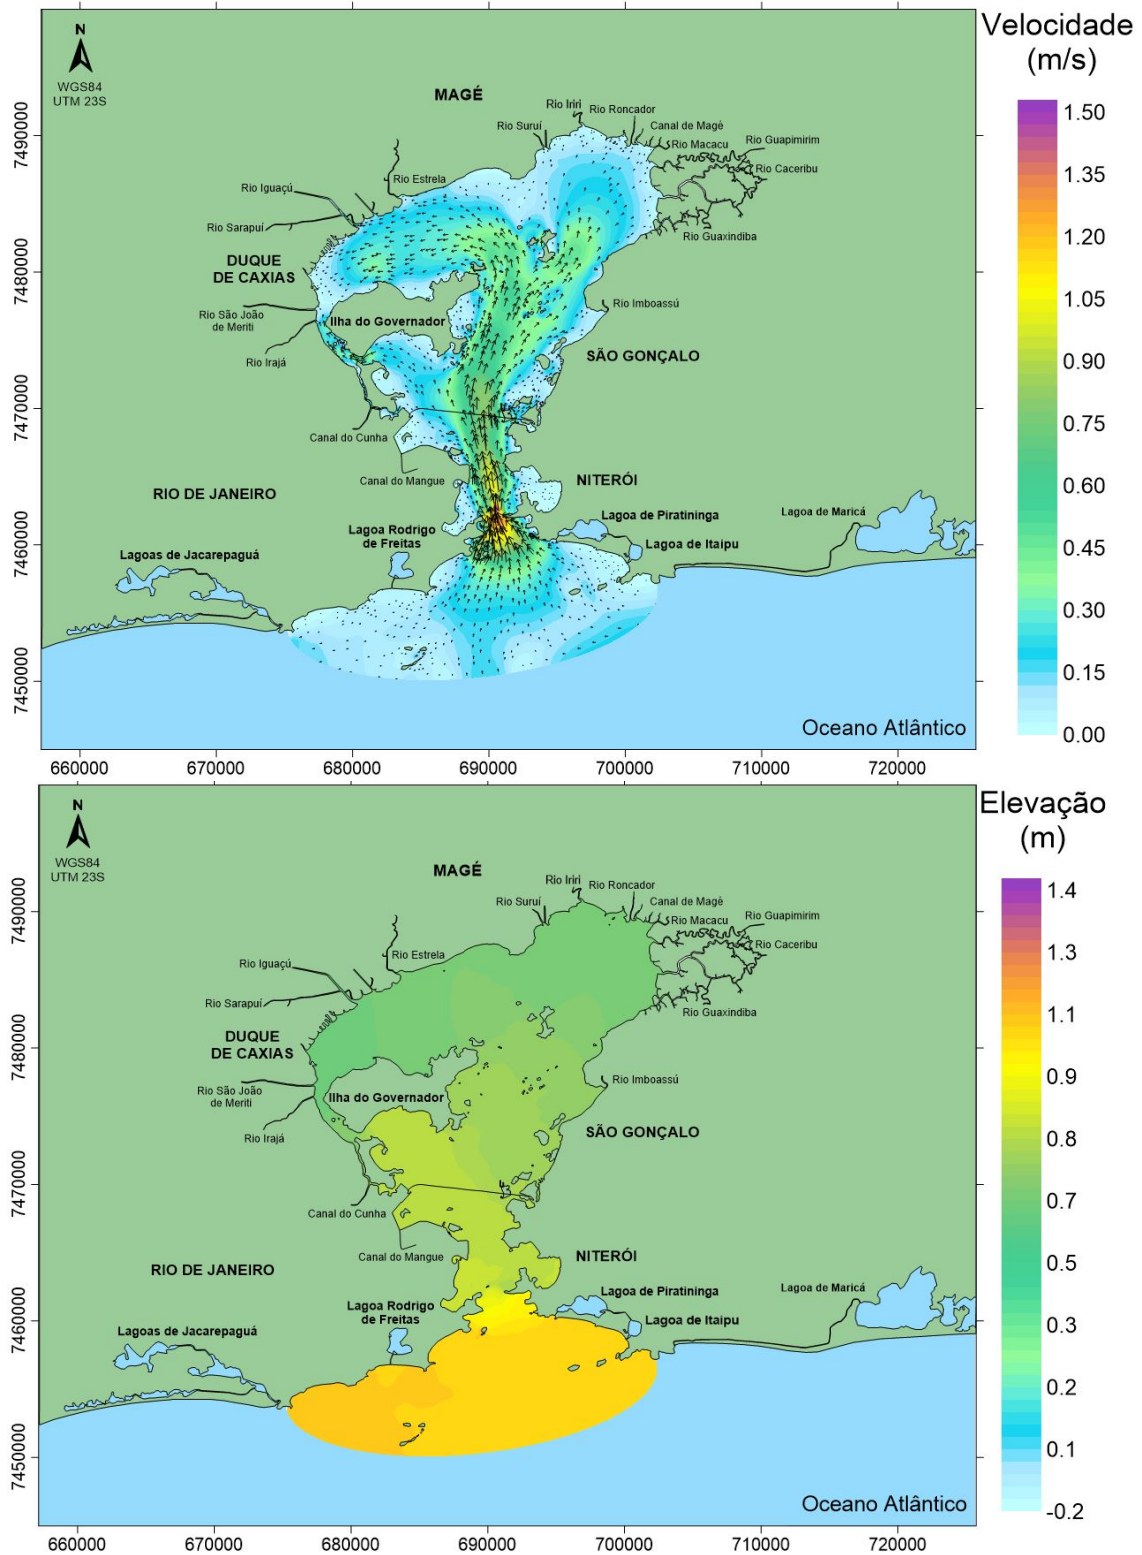 Velocidade
(m/s)
N
WGS84
UTM 23S
MAGÉ
Rio Iriri
Rio Roncador
Rio Suruí
Canal de Magè
Rio Macacu
Rio Guapimirim
Rio Caceribu
Rio Estrela
Rio Iguaçú
Rio Sarapuí
Rio Guaxindiba
DUQUE
DE CAXIAS
Rio São João
de Meriti
Ilha do Governador
Rio Imboassú
Rio Irajá
SÃO GONÇALO
Canal do Cunha
Canal do Mangue
NITERÓI
RIO DE JANEIRO
Lagoa de Piratininga
Lagoa de Maricá
Lagoa Rodrigo
de Freitas
Lagoa de Itaipu
Lagoas de Jacarepaguá
Oceano Atlântico
7490000
7480000
7470000
7460000
7450000
660000
670000
680000
690000
700000
710000
720000
1.50
1.35
1.20
1.05
0.90
0.75
0.60
0.45
0.30
0.15
0.00
Elevação
(m)
N
WGS84
UTM 23S
MAGÉ
Rio Iriri
Rio Roncador
Rio Suruí
Canal de Magè
Rio Macacu
Rio Guapimirim
Rio Caceribu
Rio Estrela
Rio Iguaçú
Rio Sarapuí
Rio Guaxindiba
DUQUE
DE CAXIAS
Rio São João
de Meriti
Ilha do Governador
Rio Imboassú
Rio Irajá
SÃO GONÇALO
Canal do Cunha
Canal do Mangue
NITERÓI
RIO DE JANEIRO
Lagoa de Piratininga
Lagoa de Maricá
Lagoa Rodrigo
de Freitas
Lagoa de Itaipu
Lagoas de Jacarepaguá
Oceano Atlântico
7490000
7480000
7470000
7460000
7450000
660000
670000
680000
690000
700000
710000
720000
1.4
1.3
1.1
0.9
0.8
0.7
0.5
0.4
0.3
0.2
0.1
-0.2